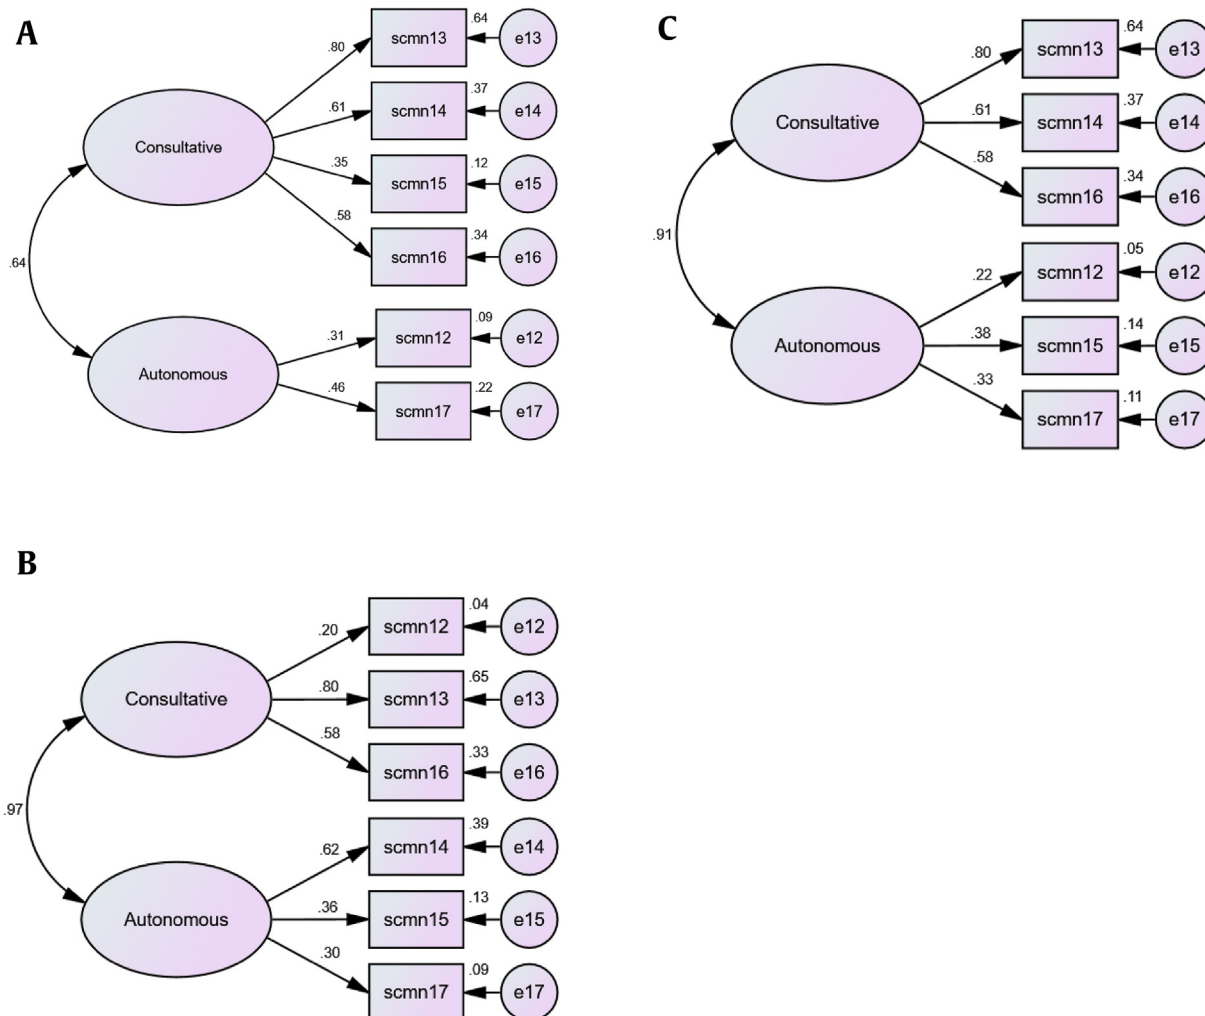 A
.80 scmn13 .64 e13
.61 scmn14 .37 e14
Consultative
.35 scmn15 .12 e15
.58 scmn16 .34 e16
.64
.31 scmn12 .09 e12
Autonomous
.46 scmn17 .22 e17
C
.80 scmn13 .64 e13
Consultative .61 scmn14 .37 e14
.58 scmn16 .34 e16
.91
.22 scmn12 .05 e12
Autonomous .38 scmn15 .14 e15
.33 scmn17 .11 e17
B
.20 scmn12 .04 e12
Consultative .80 scmn13 .65 e13
.58 scmn16 .33 e16
.97
.62 scmn14 .39 e14
Autonomous .36 scmn15 .13 e15
.30 scmn17 .09 e17